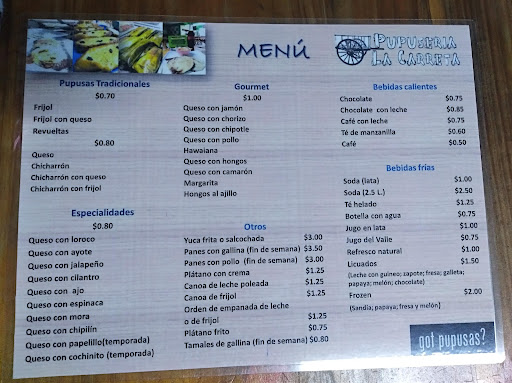 MENÚ
PUPUSERIA
LA CARRETA
Pupusas Tradicionales
$0.70
Frijol
Frijol con queso
Revueltas
$0.80
Queso
Chicharrón
Chicharrón con queso
Chicharrón con frijol
Especialidades
$0.80
Queso con loroco
Queso con ayote
Queso con jalapeño
Queso con cilantro
Queso con ajo
Queso con espinaca
Queso con mora
Queso con chipilín
Queso con papelillo(temporada)
Queso con cochinito (temporada)
Gourmet
$1.00
Queso con jamón
Queso con chorizo
Queso con chipotle
Queso con pollo
Hawaiana
Queso con hongos
Queso con camarón
Margarita
Hongos al ajillo
Otros
Yuca frita o salcochada $3.00
Panes con gallina (fin de semana) $3.50
Panes con pollo (fin de semana) $3.00
Plátano con crema $1.25
Canoa de leche poleada $1.25
Canoa de frijol $1.25
Orden de empanada de leche
o de frijol $1.25
Plátano frito $0.75
Tamales de gallina (fin de semana) $0.80
Bebidas calientes
Chocolate $0.75
Chocolate con leche $0.85
Café con leche $0.75
Té de manzanilla $0.60
Café $0.50
Bebidas frías
Soda (lata) $1.00
Soda (2.5 L.) $2.50
Té helado $1.25
Botella con agua $0.75
Jugo en lata $1.00
Jugo del Valle $0.75
Refresco natural $1.00
Licuados $1.50
(Leche con guineo; zapote; fresa; galleta;
papaya; melón; chocolate)
Frozen $2.00
(Sandia; papaya; fresa y melón)
got pupusas?